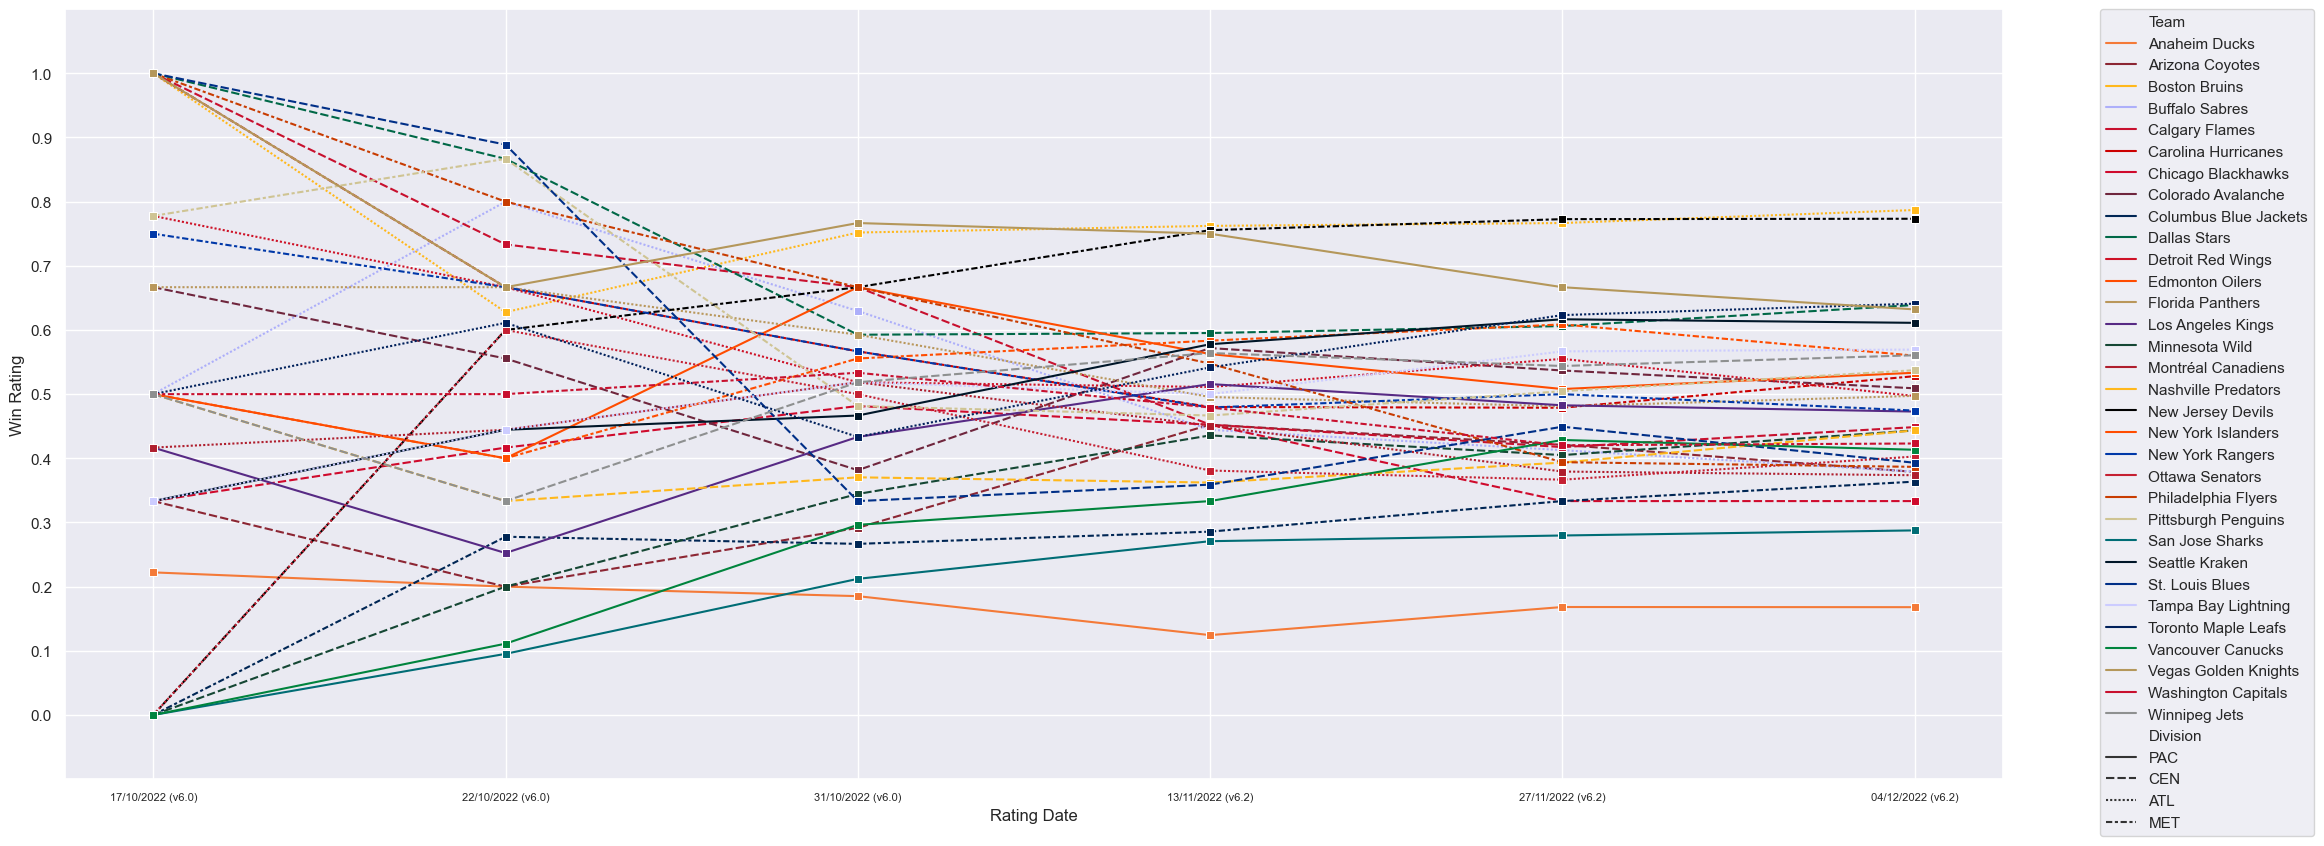 Win Rating
1.0
0.9
0.8
0.7
0.6
0.5
0.4
0.3
0.2
0.1
0.0
17/10/2022 (v6.0)
22/10/2022 (v6.0)
31/10/2022 (v6.0)
13/11/2022 (v6.2)
27/11/2022 (v6.2)
04/12/2022 (v6.2)
Rating Date
Team
Anaheim Ducks
Arizona Coyotes
Boston Bruins
Buffalo Sabres
Calgary Flames
Carolina Hurricanes
Chicago Blackhawks
Colorado Avalanche
Columbus Blue Jackets
Dallas Stars
Detroit Red Wings
Edmonton Oilers
Florida Panthers
Los Angeles Kings
Minnesota Wild
Montréal Canadiens
Nashville Predators
New Jersey Devils
New York Islanders
New York Rangers
Ottawa Senators
Philadelphia Flyers
Pittsburgh Penguins
San Jose Sharks
Seattle Kraken
St. Louis Blues
Tampa Bay Lightning
Toronto Maple Leafs
Vancouver Canucks
Vegas Golden Knights
Washington Capitals
Winnipeg Jets
Division
PAC
CEN
ATL
MET